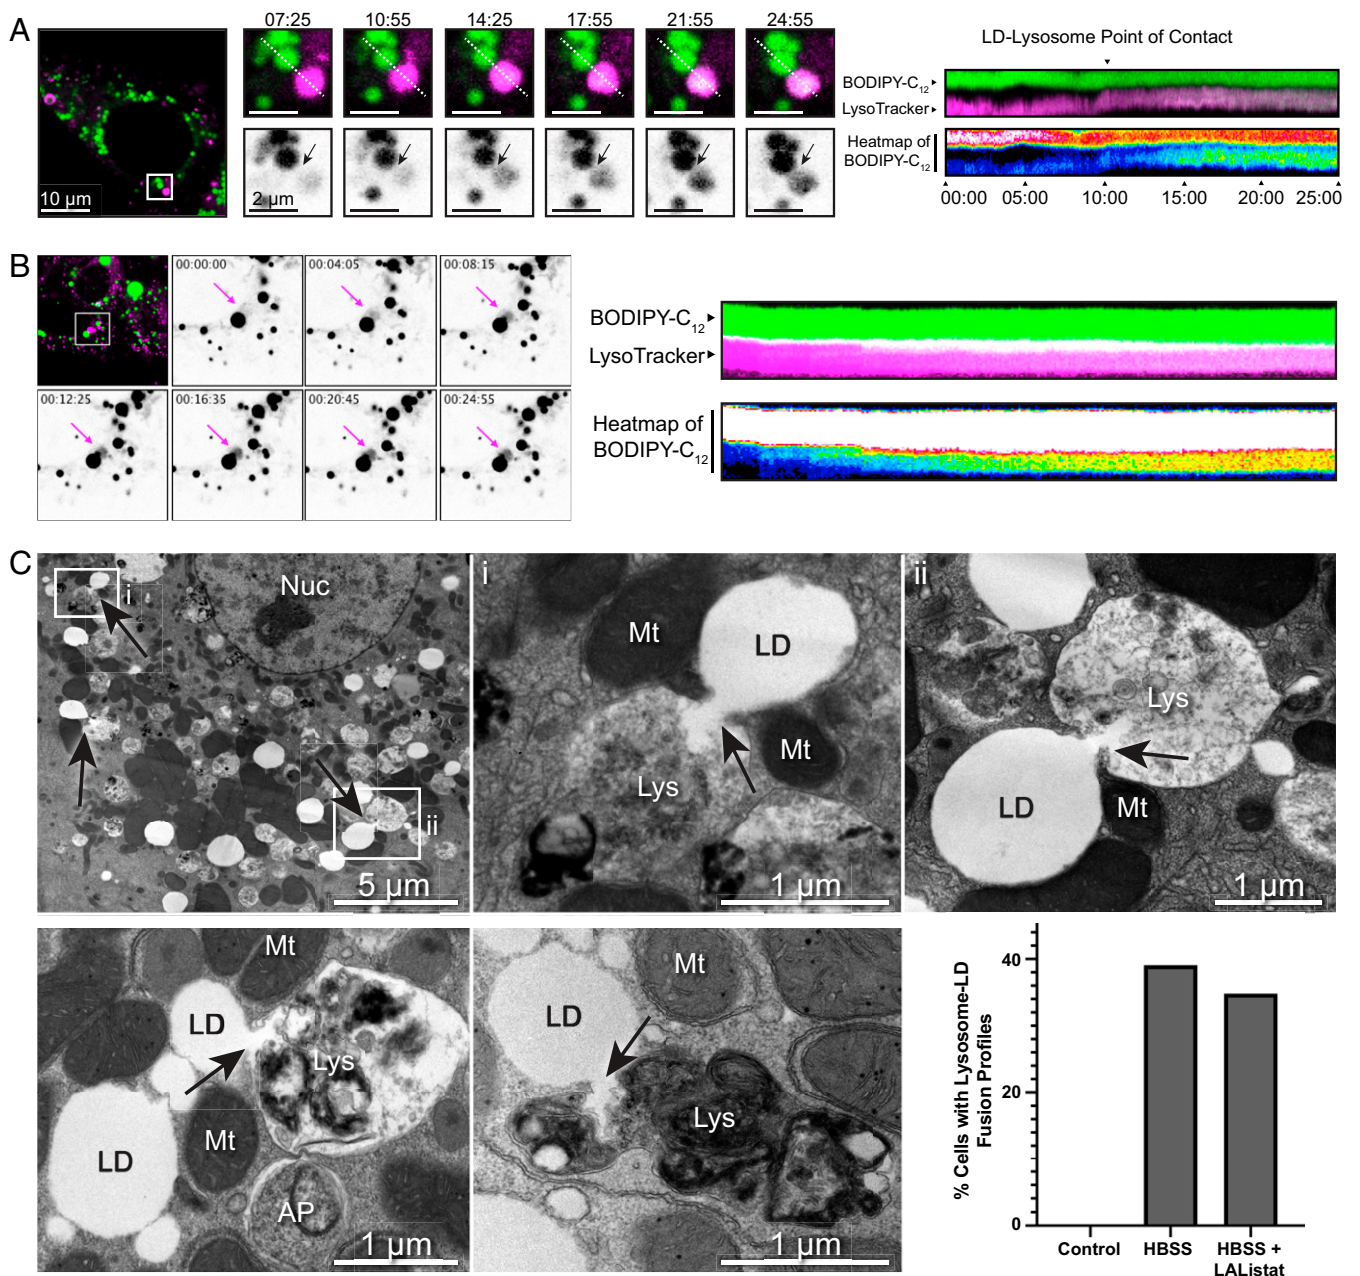 A
07:25 10:55 14:25 17:55 21:55 24:55
10 μm
2 μm
LD-Lysosome Point of Contact
BODIPY-C12
LysoTracker
Heatmap of
BODIPY-C12
00:00 05:00 10:00 15:00 20:00 25:00
B
00:00:00 00:04:05 00:08:15
00:12:25 00:16:35 00:20:45 00:24:55
BODIPY-C12
LysoTracker
Heatmap of
BODIPY-C12
C
Nuc
i
ii
5 μm
i
Mt
LD
Mt
Lys
1 μm
ii
Lys
LD
Mt
1 μm
Mt
LD
Lys
Mt
LD
AP
1 μm
Mt
LD
Lys
1 μm
% Cells with Lysosome-LD
Fusion Profiles
40
20
0
Control HBSS HBSS +
LAListat